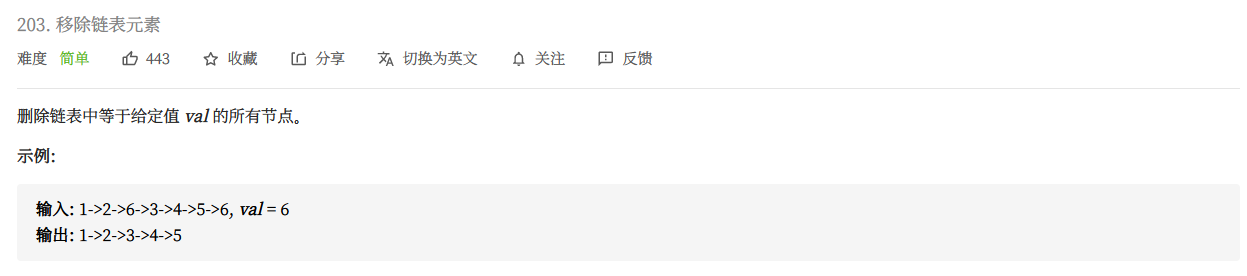 203. 移除链表元素
难度 简单 443 收藏 分享 切换为英文 关注 反馈
删除链表中等于给定值 val 的所有节点。
示例:
输入: 1->2->6->3->4->5->6, val = 6
输出: 1->2->3->4->5